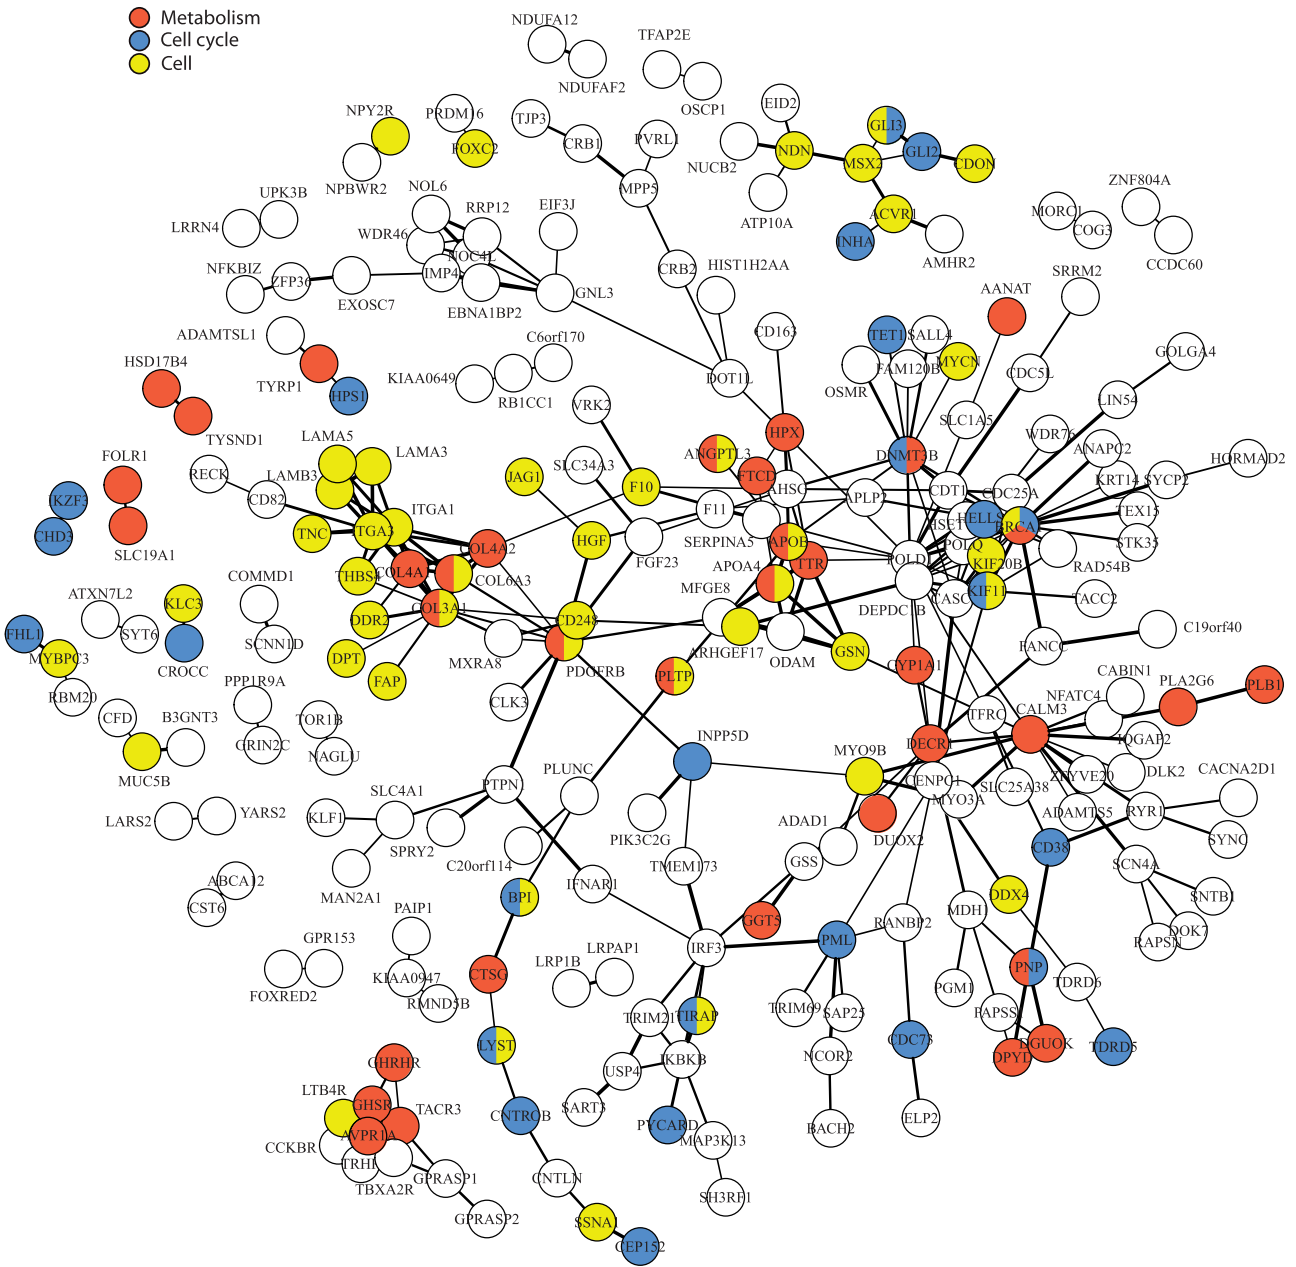 Metabolism
Cell cycle
Cell
NDUFA12
NDUFAF2
TFAP2E
OSCP1
NPY2R
NPBWR2
PRDM16
FOXC2
TJP3
CRB1
PVRL1
MPP5
EID2
NUCB2
NDN
ATP10A
MSX2
GLI3
GLI2
CDON
ACVR1
INHA
AMHR2
UPK3B
LRRN4
NOL6
RRP12
WDR46
NOC4L
IMP4
EBNA1BP2
EIF3J
GNL3
NFKBIZ
ZFP36
EXOSC7
CRB2
HIST1H2AA
MORC1
COG3
ZNF804A
CCDC60
SRRM2
AANAT
ADAMTSL1
TYRP1
HPS1
HSD17B4
TYSND1
C6orf170
KIAA0649
RB1CC1
CD163
DOT1L
TET1
SALL4
MYCN
FAM120B
OSMR
CDC5L
SLC1A5
GOLGA4
LIN54
VRK2
HPX
WDR76
ANAPC2
LAMA5
LAMA3
LAMB3
FOLR1
SLC19A1
IKZF3
CHD3
RECK
CD82
ITGA1
ITGA3
TNC
THBS4
JAG1
SLC34A3
F10
HGF
FGF23
F11
ANGPTL3
FTCD
AHSG
APLP2
SERPINA5
DNMT3B
CDT1
CDC25A
KRT14
SYCP2
HORMAD2
TEX15
STK35
HELLS
BRCA
POLQ
KIF20B
RAD54B
KIF11
TACC2
POLD1
DEPDC1B
APOB
TTR
APOA4
MFGE8
COL4A2
COL6A3
COL3A1
DDR2
DPT
FAP
MXRA8
CD248
PDGFRB
CLK3
ARHGEF17
ODAM
GSN
PLTP
CYP1A1
FANCC
C19orf40
COMMD1
SCNN1D
ATXN7L2
SYT6
KLC3
CROCC
FHL1
MYBPC3
RBM20
PPP1R9A
GRIN2C
CFD
B3GNT3
MUC5B
TOR1B
NAGLU
TFRC
CALM3
NFATC4
CABIN1
PLA2G6
PLB1
IQGAP2
DLK2
ZFYVE20
ADAMTS5
RYR1
CACNA2D1
SYNC
DECR1
CENPC1
MYO3A
SLC25A38
MYO9B
DUOX2
INPP5D
PIK3C2G
PLUNC
PTPN1
SLC4A1
KLF1
SPRY2
MAN2A1
LARS2
YARS2
C20orf114
IFNAR1
TMEM173
ADAD1
GSS
GGT5
CD38
SCN4A
SNTB1
DOK7
RAPSN
ABCA12
CST6
BPI
DDX4
MDH1
RANBP2
PML
IRF3
PAIP1
KIAA0947
RMND5B
GPR153
FOXRED2
CTSG
LRPAP1
LRP1B
PNP
TDRD6
TDRD5
PGM1
PAPSS
DPYD
DGUOK
TRIM69
SAP25
NCOR2
BACH2
CDC73
ELP2
TRIM21
TIRAP
IKBKB
USP4
SART3
PYCARD
MAP3K13
SH3RF1
LYST
CNTROB
CNTLN
SSNA1
CEP152
GHRHR
LTB4R
GHSR
TACR3
AVPR1A
CCKBR
TBXA2R
GPRASP1
GPRASP2